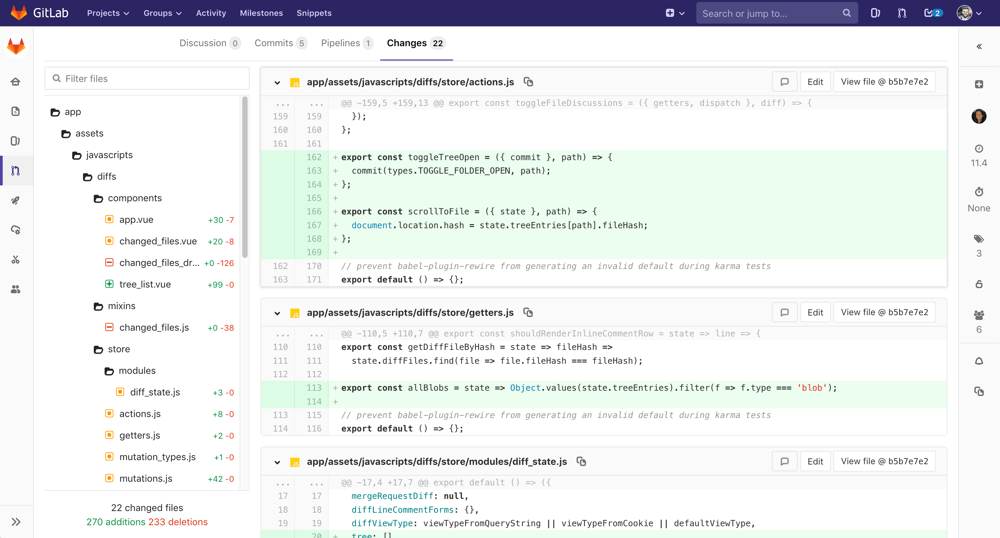 GitLab Projects Groups Activity Milestones Snippets Search or jump to... 2
Discussion 0 Commits 5 Pipelines 1 Changes 22
Filter files
app
assets
javascripts
diffs
components
app.vue +30 -7
changed_files.vue +20 -8
changed_files_dr... +0 -126
tree_list.vue +99 -0
mixins
changed_files.js +0 -38
store
modules
diff_state.js +3 -0
actions.js +8 -0
getters.js +2 -0
mutation_types.js +1 -0
mutations.js +42 -0
22 changed files
270 additions 233 deletions
JS app/assets/javascripts/diffs/store/actions.js Edit View file @ b5b7e7e2
... ... @@ -159,5 +159,13 @@ export const toggleFileDiscussions = ({ getters, dispatch }, diff) => {
159 159 });
160 160 };
161 161
162 + export const toggleTreeOpen = ({ commit }, path) => {
163 + commit(types.TOGGLE_FOLDER_OPEN, path);
164 + };
165 +
166 + export const scrollToFile = ({ state }, path) => {
167 + document.location.hash = state.treeEntries[path].fileHash;
168 + };
169 +
162 170 // prevent babel-plugin-rewire from generating an invalid default during karma tests
163 171 export default () => {};
JS app/assets/javascripts/diffs/store/getters.js Edit View file @ b5b7e7e2
... ... @@ -110,5 +110,7 @@ export const shouldRenderInlineCommentRow = state => line => {
110 110 export const getDiffFileByHash = state => fileHash =>
111 111 state.diffFiles.find(file => file.fileHash === fileHash);
112 112
113 + export const allBlobs = state => Object.values(state.treeEntries).filter(f => f.type === 'blob');
114 +
113 115 // prevent babel-plugin-rewire from generating an invalid default during karma tests
114 116 export default () => {};
JS app/assets/javascripts/diffs/store/modules/diff_state.js Edit View file @ b5b7e7e2
... ... @@ -17,4 +17,7 @@ export default () => ({
17 17 mergeRequestDiff: null,
18 18 diffLineCommentForms: {},
19 19 diffViewType: viewTypeFromQueryString || viewTypeFromCookie || defaultViewType,
20 + tree: []
11.4
None
3
6